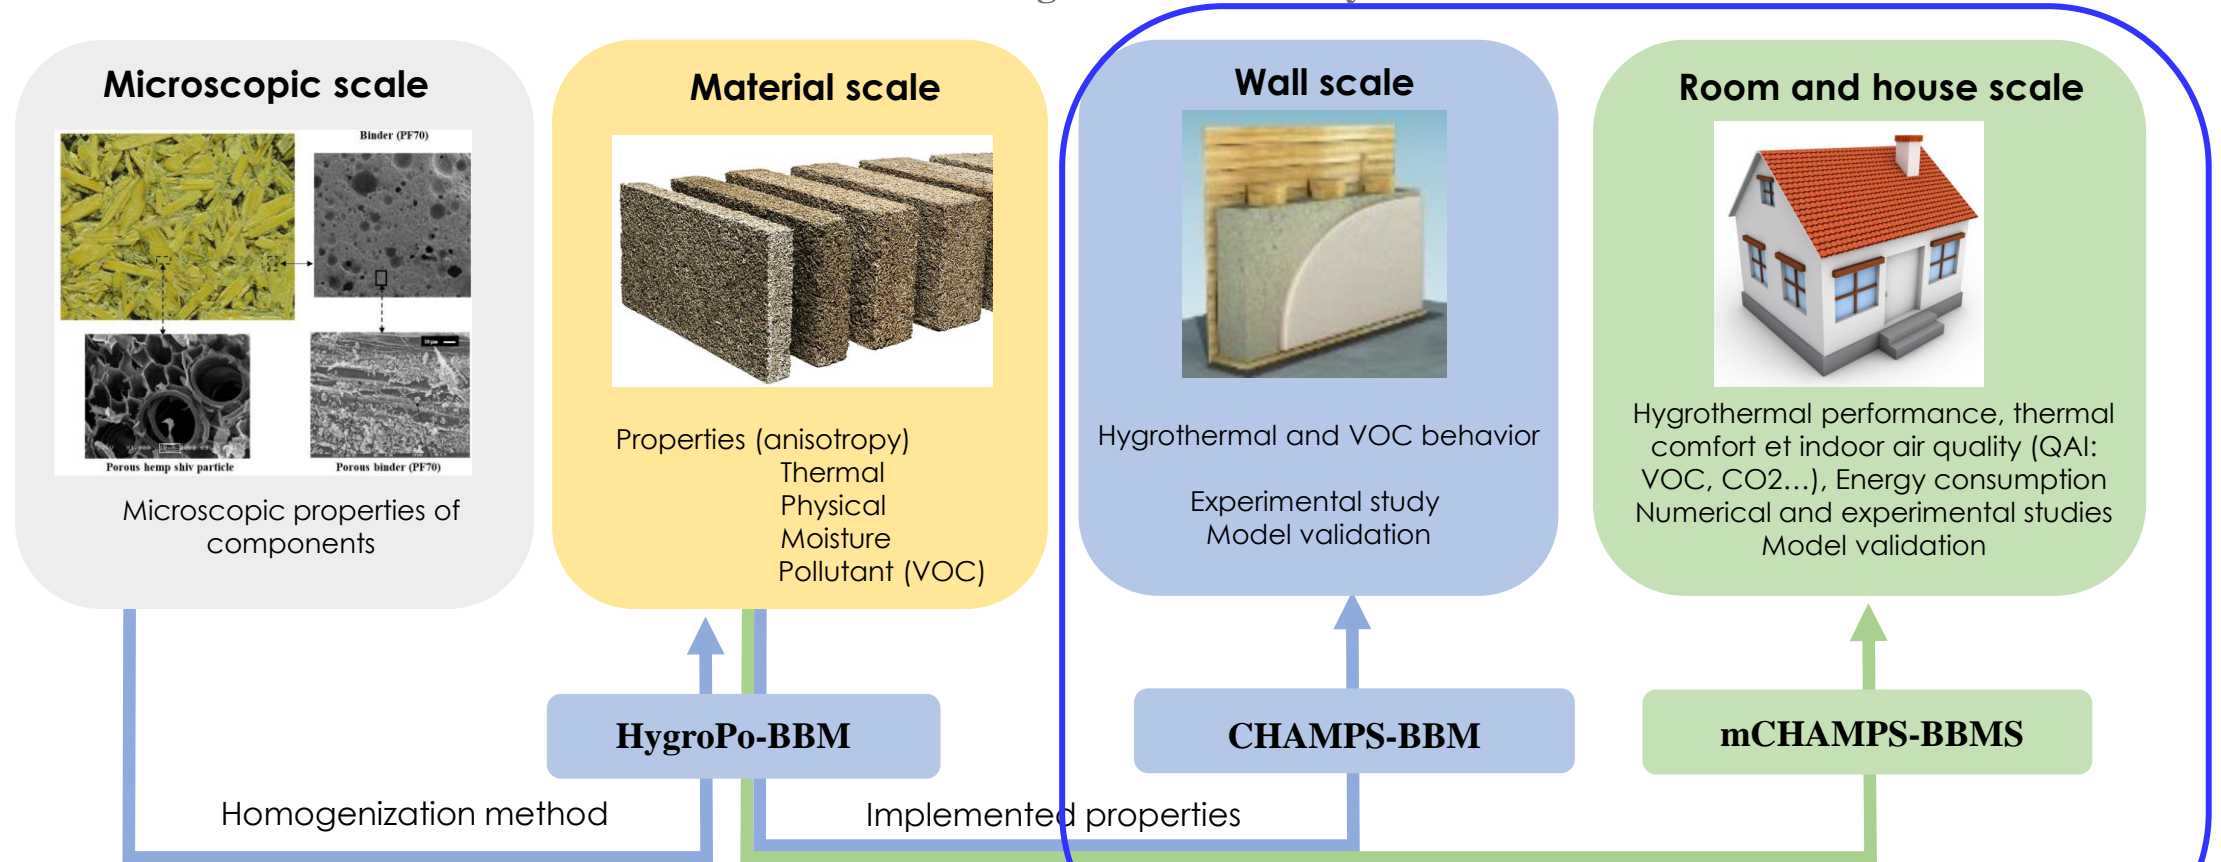 Microscopic scale
Binder (PF70)
Porous hemp shiv particle
Porous binder (PF70)
Microscopic properties of
components
Material scale
Properties (anisotropy)
Thermal
Physical
Moisture
Pollutant (VOC)
Wall scale
Hygrothermal and VOC behavior
Experimental study
Model validation
Room and house scale
Hygrothermal performance, thermal
comfort et indoor air quality (QAI:
VOC, CO2...), Energy consumption
Numerical and experimental studies
Model validation
HygroPo-BBM
CHAMPS-BBM
mCHAMPS-BBMS
Homogenization method
Implemented properties